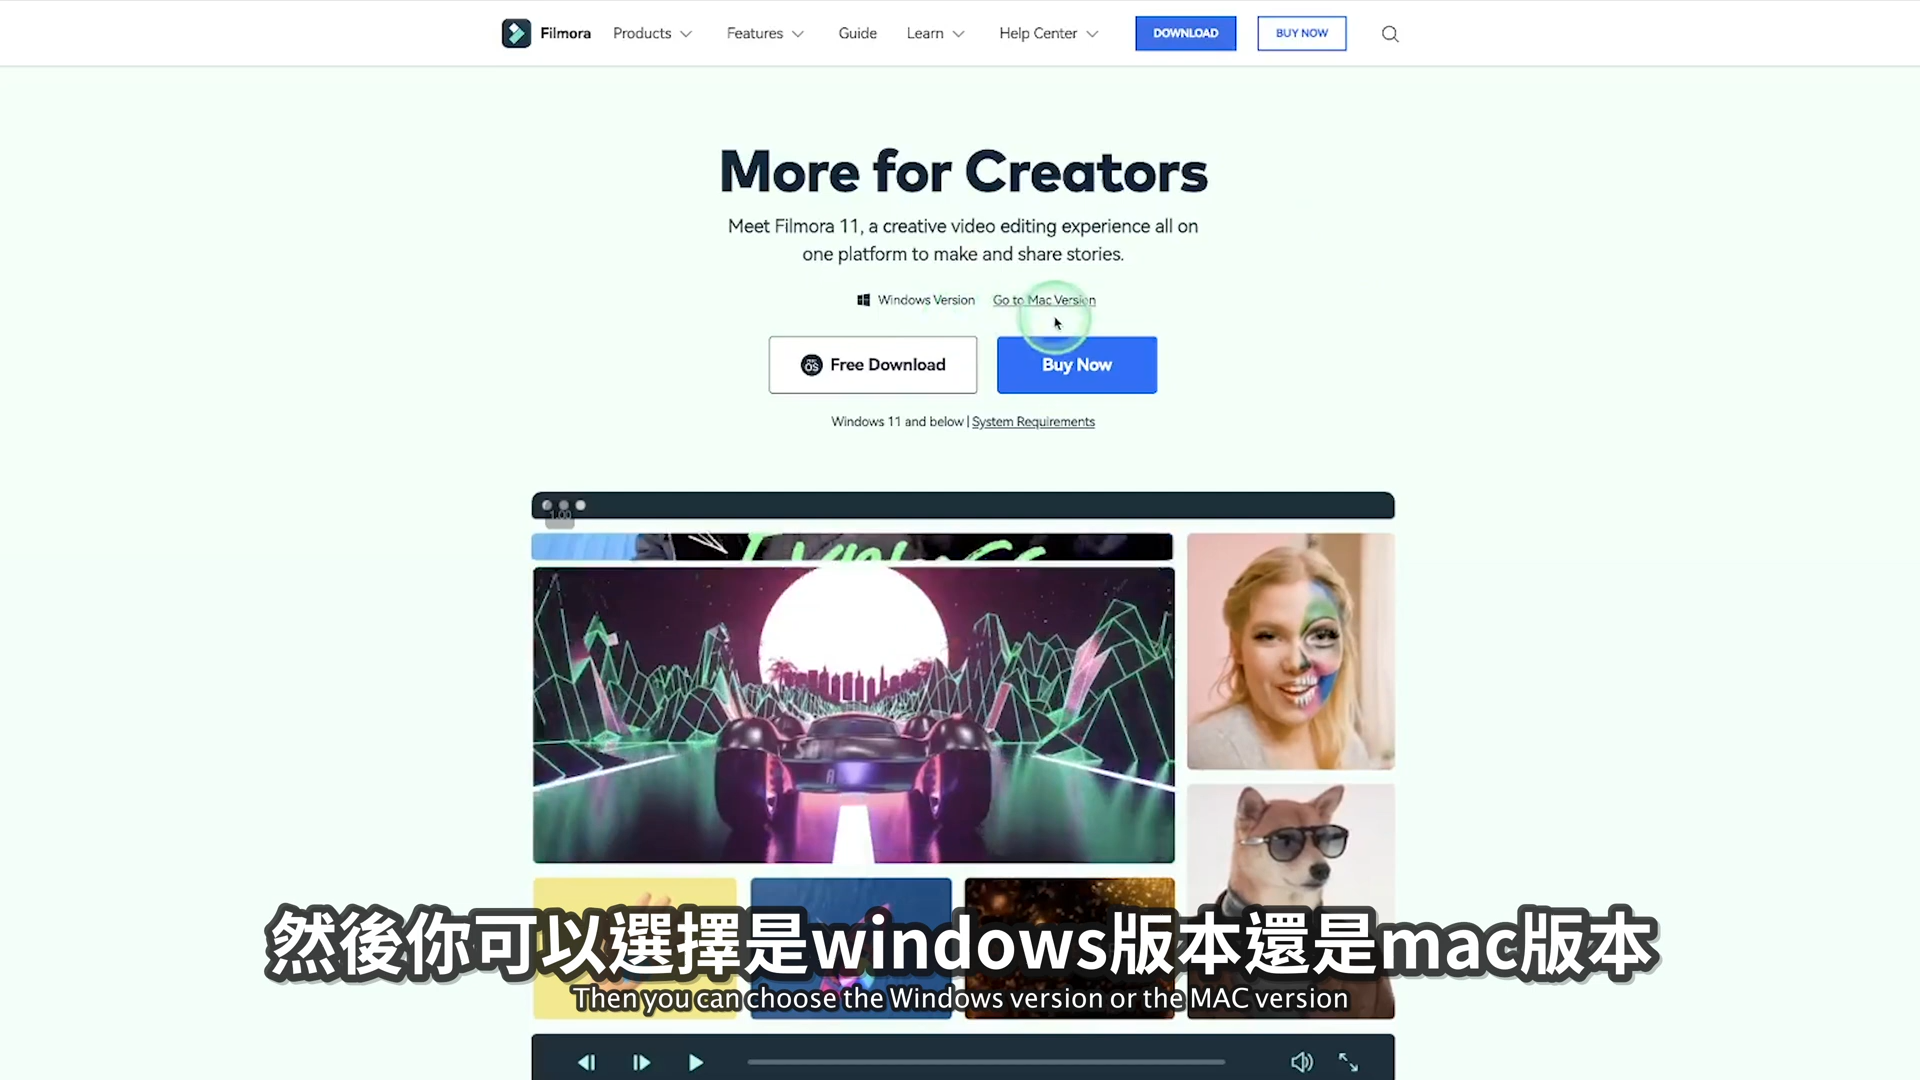 Filmora
Products
Features
Guide
Learn
Help Center
DOWNLOAD
BUY NOW
More for Creators
Meet Filmora 11, a creative video editing experience all on
one platform to make and share stories.
Windows Version
Go to Mac Version
Free Download
Buy Now
Windows 11 and below | System Requirements
1.00
然後你可以選擇是windows版本還是mac版本
Then you can choose the Windows version or the MAC version